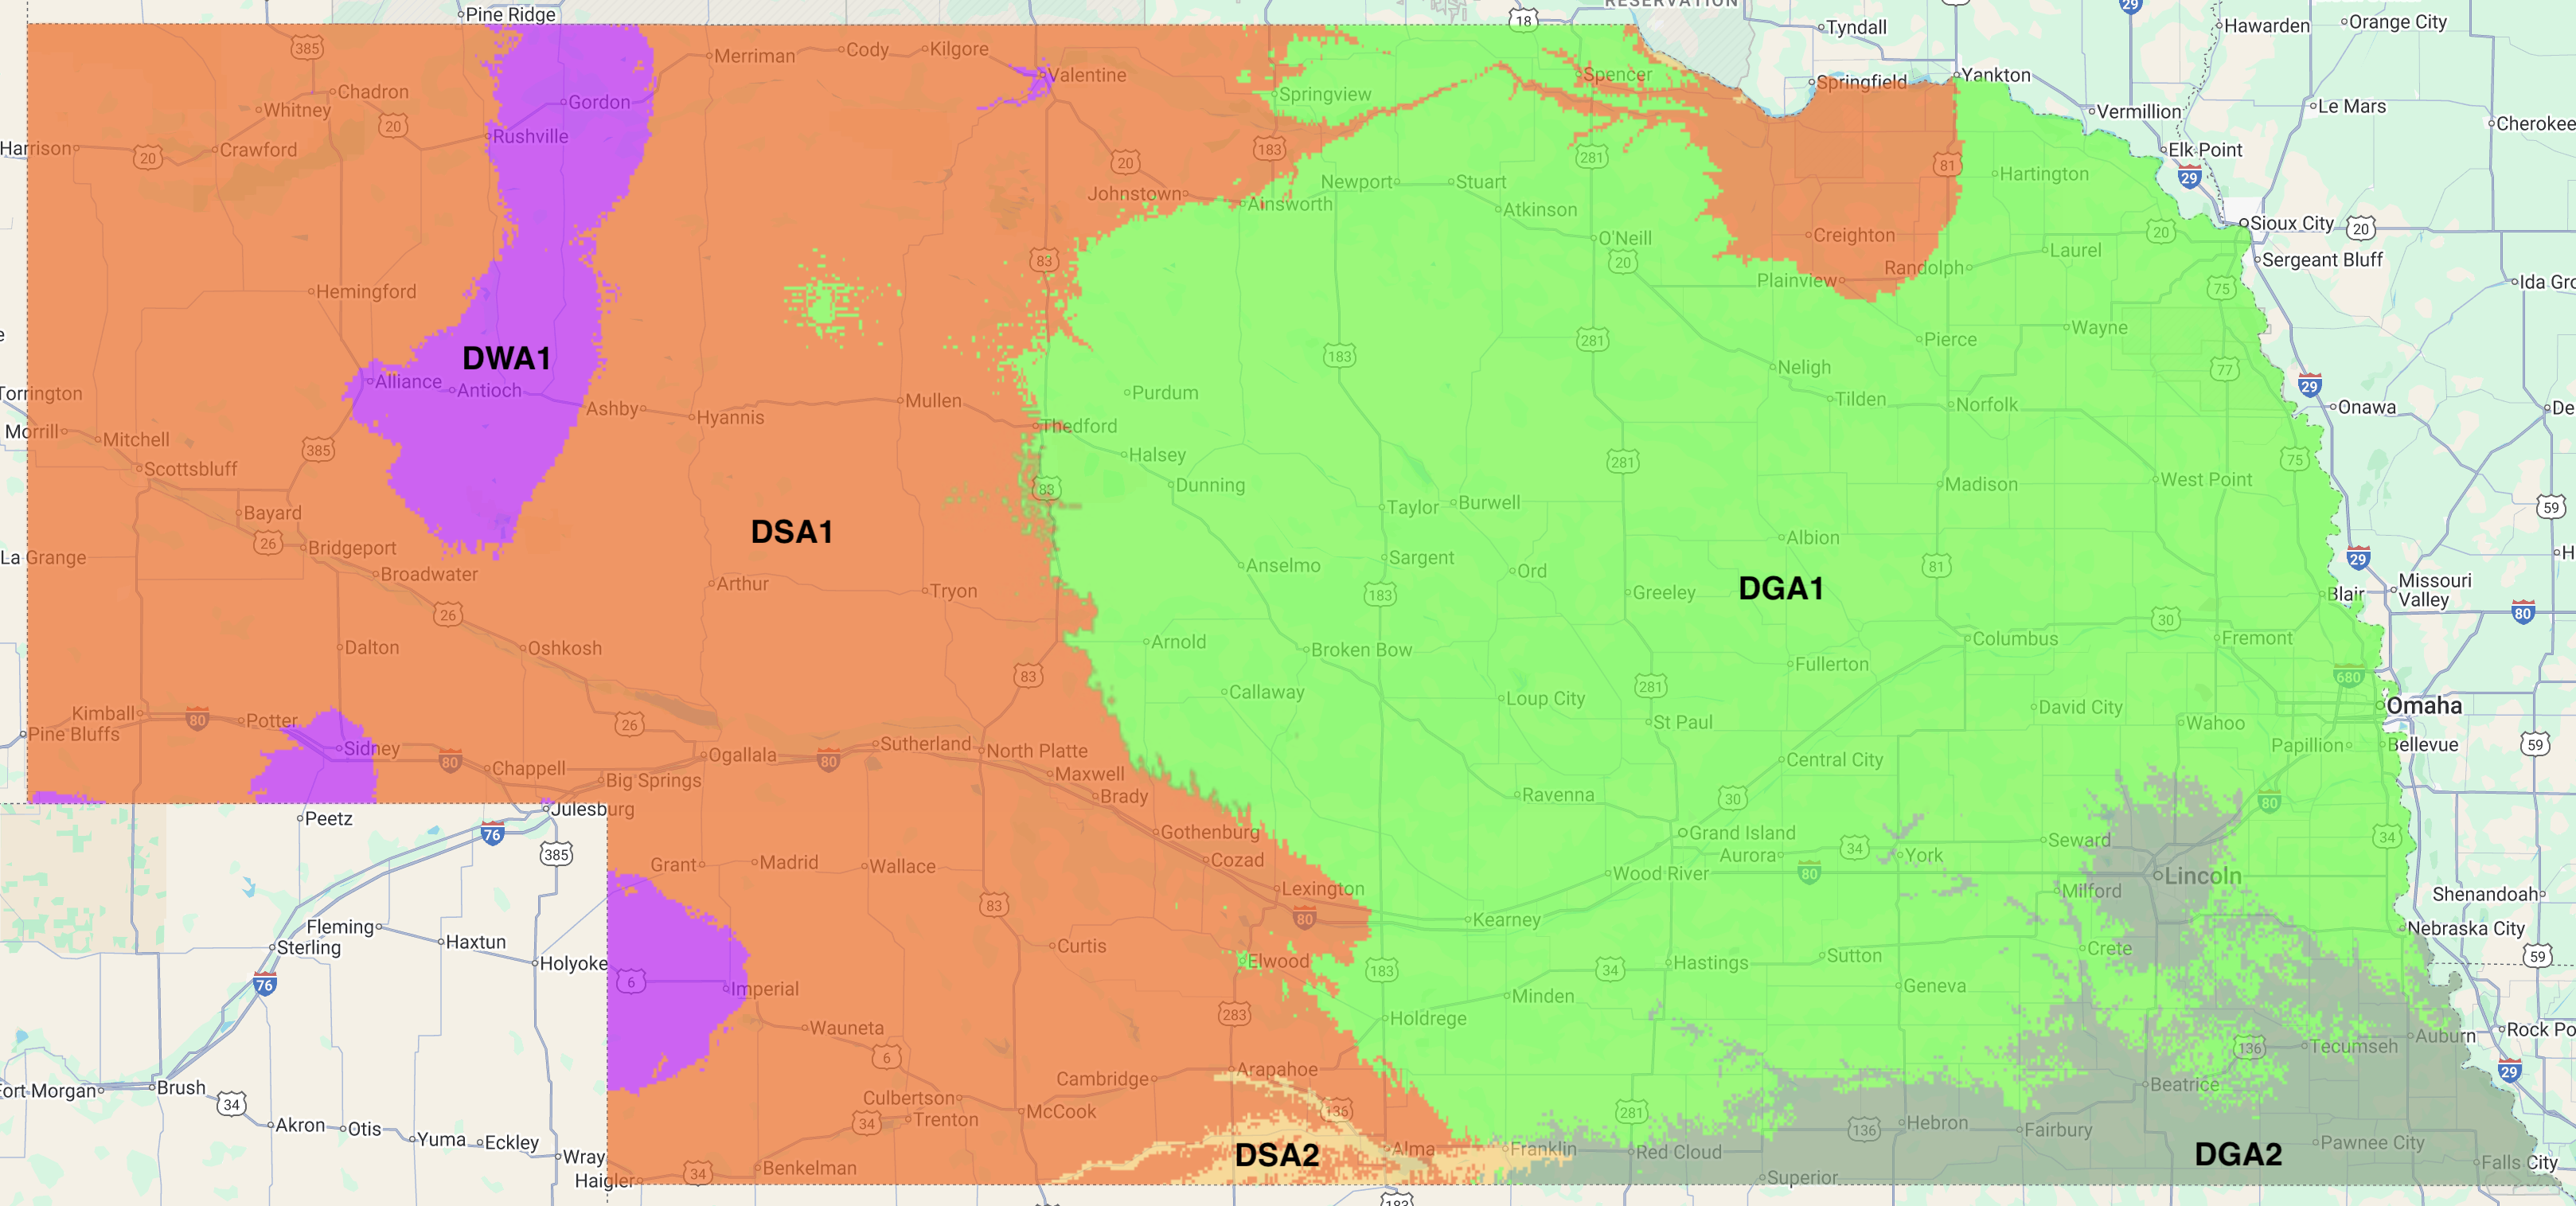 Pine Ridge
18
RESERVATION
Tyndall
29
Hawarden
Orange City
385
Merriman
Cody
Kilgore
Valentine
Spencer
Springfield
Yankton
Chadron
Whitney
Gordon
Springview
Vermillion
Le Mars
Cherokee
20
Rushville
Harrison
20
Crawford
20
183
281
81
Elk Point
29
Johnstown
Newport
Stuart
Hartington
Ainsworth
Atkinson
Sioux City
20
83
O'Neill
20
Creighton
Laurel
20
Sergeant Bluff
Hemingford
Plainview
Randolph
75
Ida Gro
183
281
Pierce
Wayne
DWA1
Alliance
Antioch
Neligh
77
29
Torrington
Ashby
Hyannis
Mullen
Purdum
Tilden
Norfolk
Onawa
De
Morrill
Mitchell
385
Thedford
Scottsbluff
Halsey
281
75
83
Dunning
Madison
West Point
Bayard
Taylor
Burwell
59
26
Bridgeport
DSA1
Albion
La Grange
Broadwater
Anselmo
Sargent
Ord
81
29
H
Arthur
Tryon
183
Greeley
DGA1
Missouri
Valley
Blair
26
30
80
Dalton
Oshkosh
Arnold
Broken Bow
Columbus
Fremont
83
Fullerton
680
Callaway
Loup City
281
Kimball
80
Potter
26
St Paul
David City
Wahoo
Omaha
Pine Bluffs
Sidney
80
Chappell
Ogallala
80
Sutherland
North Platte
Central City
Papillion
Bellevue
59
Big Springs
Maxwell
Brady
Ravenna
30
80
Peetz
Julesburg
76
385
Gothenburg
Grand Island
34
Seward
34
Grant
Madrid
Wallace
Cozad
Aurora
York
Wood River
80
Milford
Lincoln
Lexington
80
Shenandoah
83
Fleming
Haxtun
Kearney
Nebraska City
Sterling
Curtis
Crete
Holyoke
Elwood
183
34
Hastings
Sutton
59
76
6
Imperial
Minden
Geneva
283
Holdrege
Wauneta
Auburn
Rock Po
6
136
Tecumseh
Arapahoe
29
Fort Morgan
Brush
Cambridge
Beatrice
34
Culbertson
34
Trenton
McCook
136
281
Akron
Otis
Yuma
Eckley
136
Hebron
Fairbury
Pawnee City
Wray
DSA2
Alma
Franklin
Red Cloud
DGA2
Falls City
Haigler
34
Benkelman
Superior
183